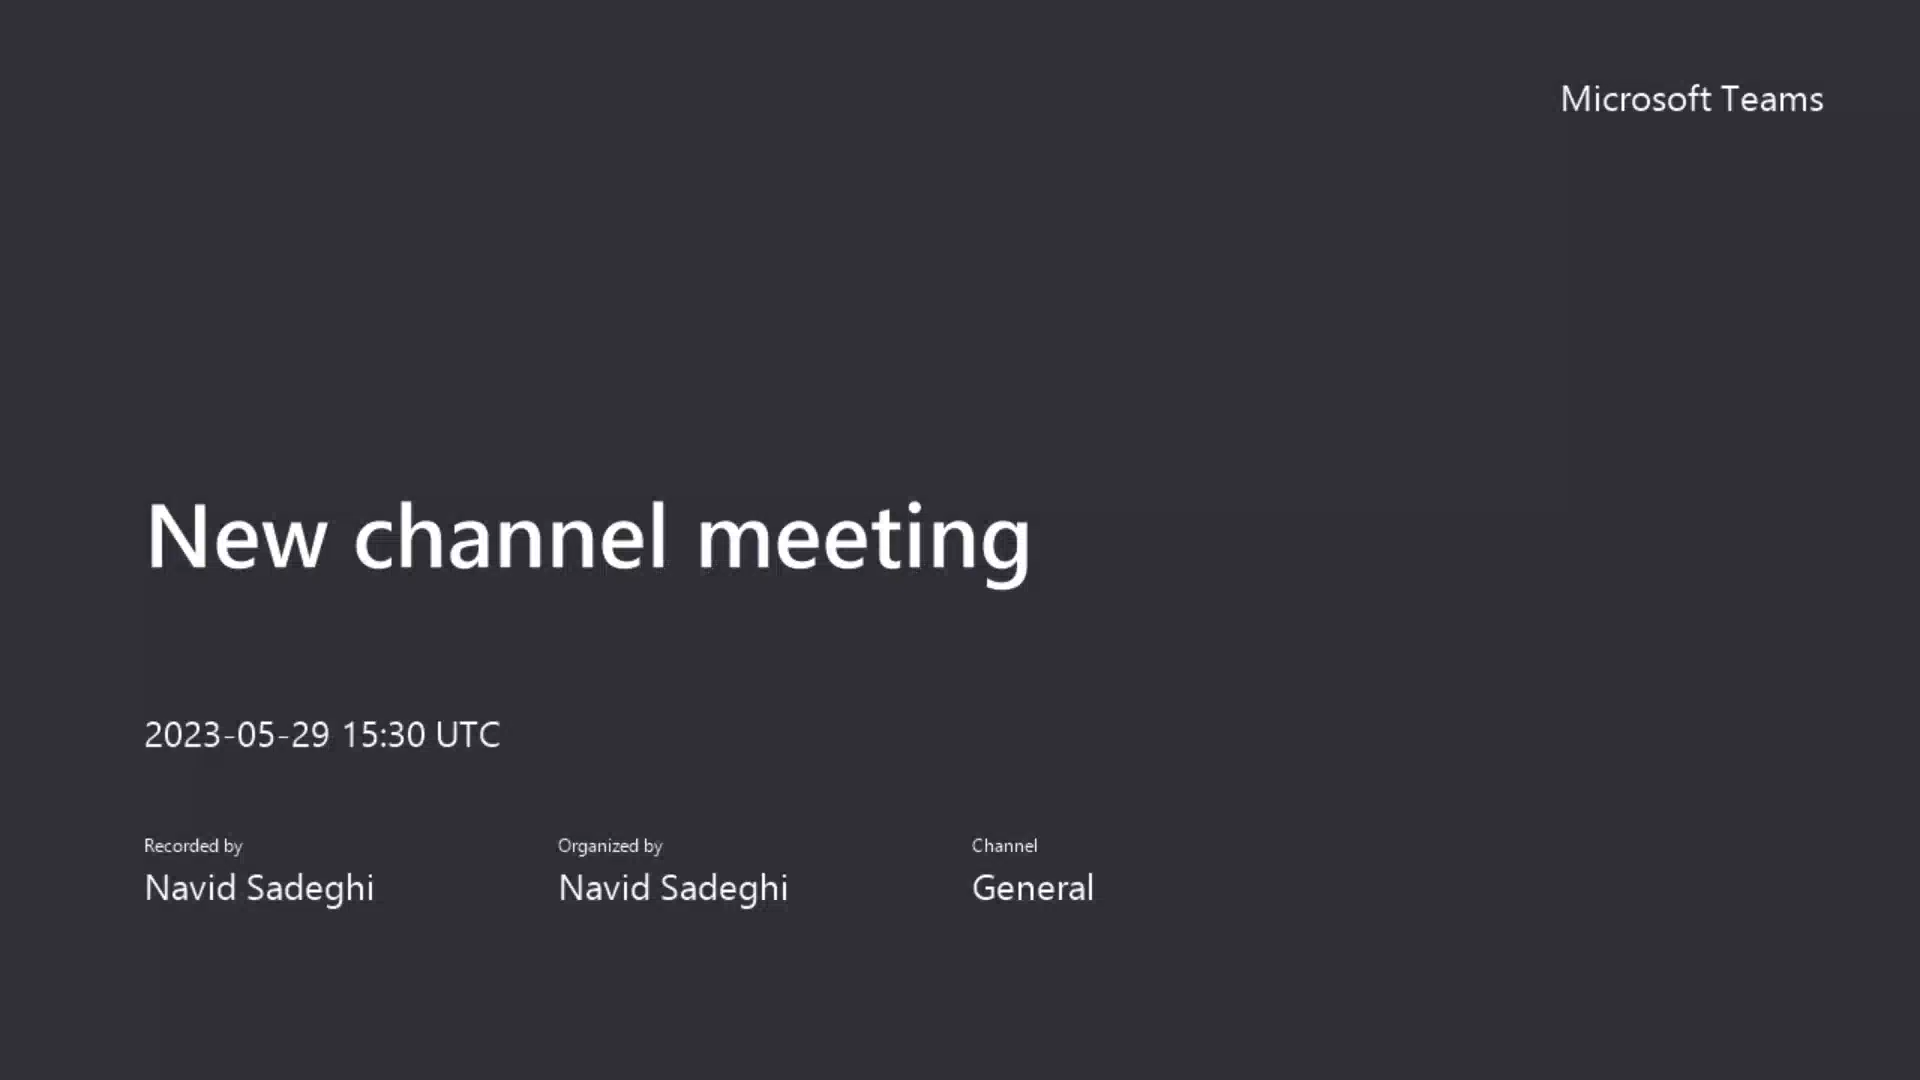 Microsoft Teams
New channel meeting
2023-05-29 15:30 UTC
Recorded by
Navid Sadeghi
Organized by
Navid Sadeghi
Channel
General